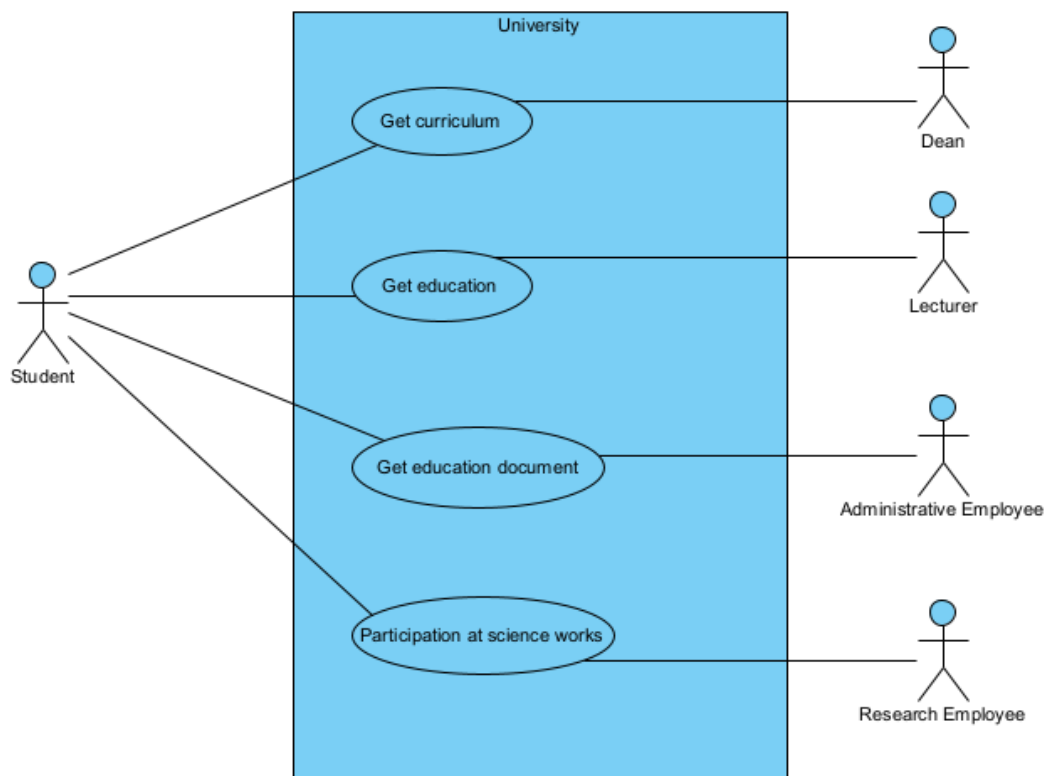 University
Get curriculum
Dean
Get education
Lecturer
Student
Get education document
Administrative Employee
Participation at science works
Research Employee